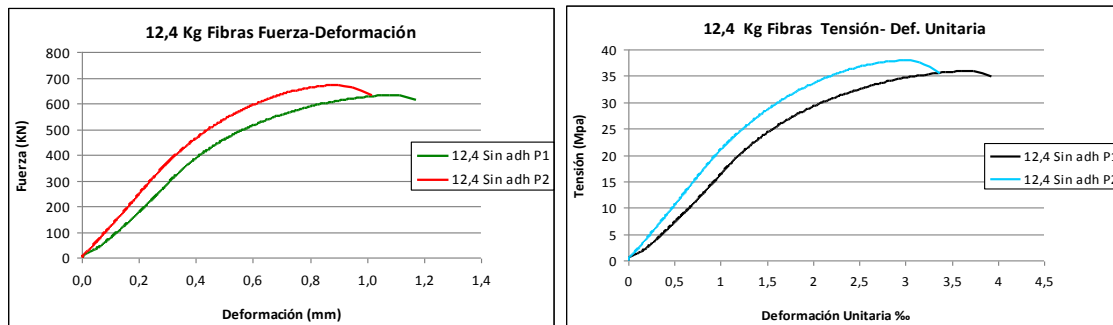 12,4 Kg Fibras Fuerza-Deformación
800
700
600
500
400
300
200
100
0
Fuerza (KN)
0,0 0,2 0,4 0,6 0,8 1,0 1,2 1,4
Deformación (mm)
12,4 Sin adh P1
12,4 Sin adh P2
12,4 Kg Fibras Tensión- Def. Unitaria
40
35
30
25
20
15
10
5
0
Tensión (Mpa)
0 0,5 1 1,5 2 2,5 3 3,5 4 4,5
Deformación Unitaria ‰
12,4 Sin adh P1
12,4 Sin adh P2